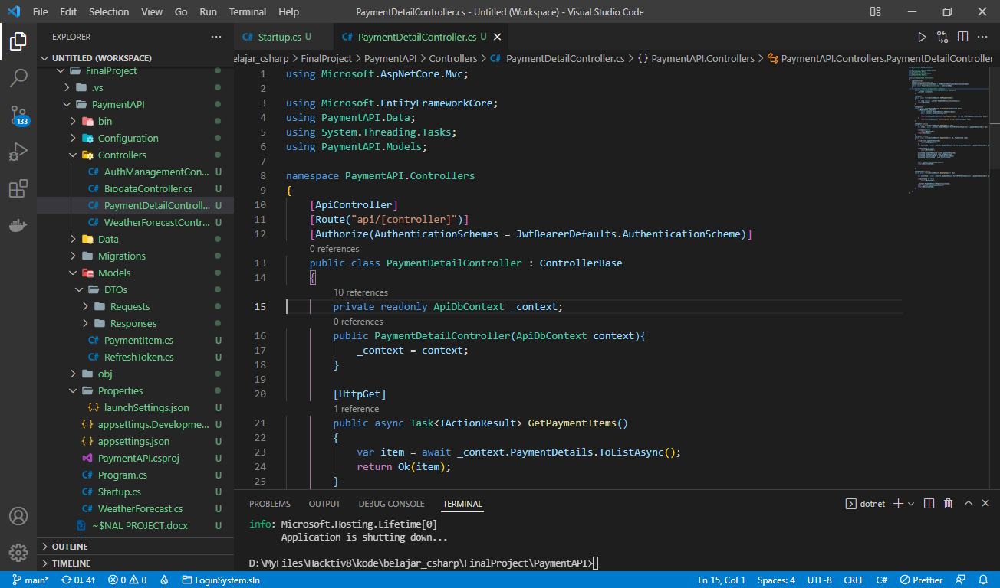 File Edit Selection View Go Run Terminal Help PaymentDetailController.cs - Untitled (Workspace) - Visual Studio Code
EXPLORER
UNTITLED (WORKSPACE)
FinalProject
.vs
PaymentAPI
bin
Configuration
Controllers
C# AuthManagementCon... U
C# BiodataController.cs U
C# PaymentDetailControll... U
C# WeatherForecastContr... U
Data
Migrations
Models
DTOs
Requests
Responses
C# PaymentItem.cs U
C# RefreshToken.cs U
obj
Properties
{..} launchSettings.json U
{..} appsettings.Developme... U
{..} appsettings.json U
PaymentAPI.csproj U
C# Program.cs U
C# Startup.cs U
C# WeatherForecast.cs U
~$NAL PROJECT.docx U
OUTLINE
TIMELINE
133
C# Startup.cs U C# PaymentDetailController.cs U
elajar_csharp > FinalProject > PaymentAPI > Controllers > C# PaymentDetailController.cs > {} PaymentAPI.Controllers > PaymentAPI.Controllers.PaymentDetailController
1 using Microsoft.AspNetCore.Mvc;
2
3 using Microsoft.EntityFrameworkCore;
4 using PaymentAPI.Data;
5 using System.Threading.Tasks;
6 using PaymentAPI.Models;
7
8 namespace PaymentAPI.Controllers
9 {
10 [ApiController]
11 [Route("api/[controller]")]
12 [Authorize(AuthenticationSchemes = JwtBearerDefaults.AuthenticationScheme)]
0 references
13 public class PaymentDetailController : ControllerBase
14 {
10 references
15 private readonly ApiDbContext _context;
0 references
16 public PaymentDetailController(ApiDbContext context){
17 _context = context;
18 }
19
20 [HttpGet]
1 reference
21 public async Task<IActionResult> GetPaymentItems()
22 {
23 var item = await _context.PaymentDetails.ToListAsync();
24 return Ok(item);
25 }
PROBLEMS OUTPUT DEBUG CONSOLE TERMINAL dotnet
info: Microsoft.Hosting.Lifetime[0]
Application is shutting down...
D:\MyFiles\Hacktiv8\kode\belajar_csharp\FinalProject\PaymentAPI>
main* 0↓ 4↑ 0 0 LoginSystem.sln Ln 15, Col 1 Spaces: 4 UTF-8 CRLF C# Prettier